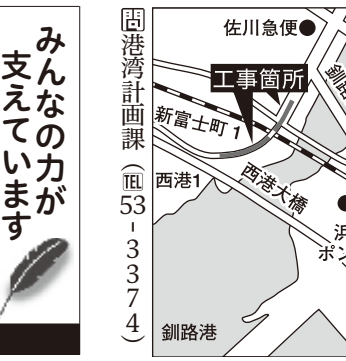 みんなの力が
支えています
問港湾計画課（TEL53-3374）
佐川急便
工事箇所
新富士町1
西港1
西港大橋
釧路港